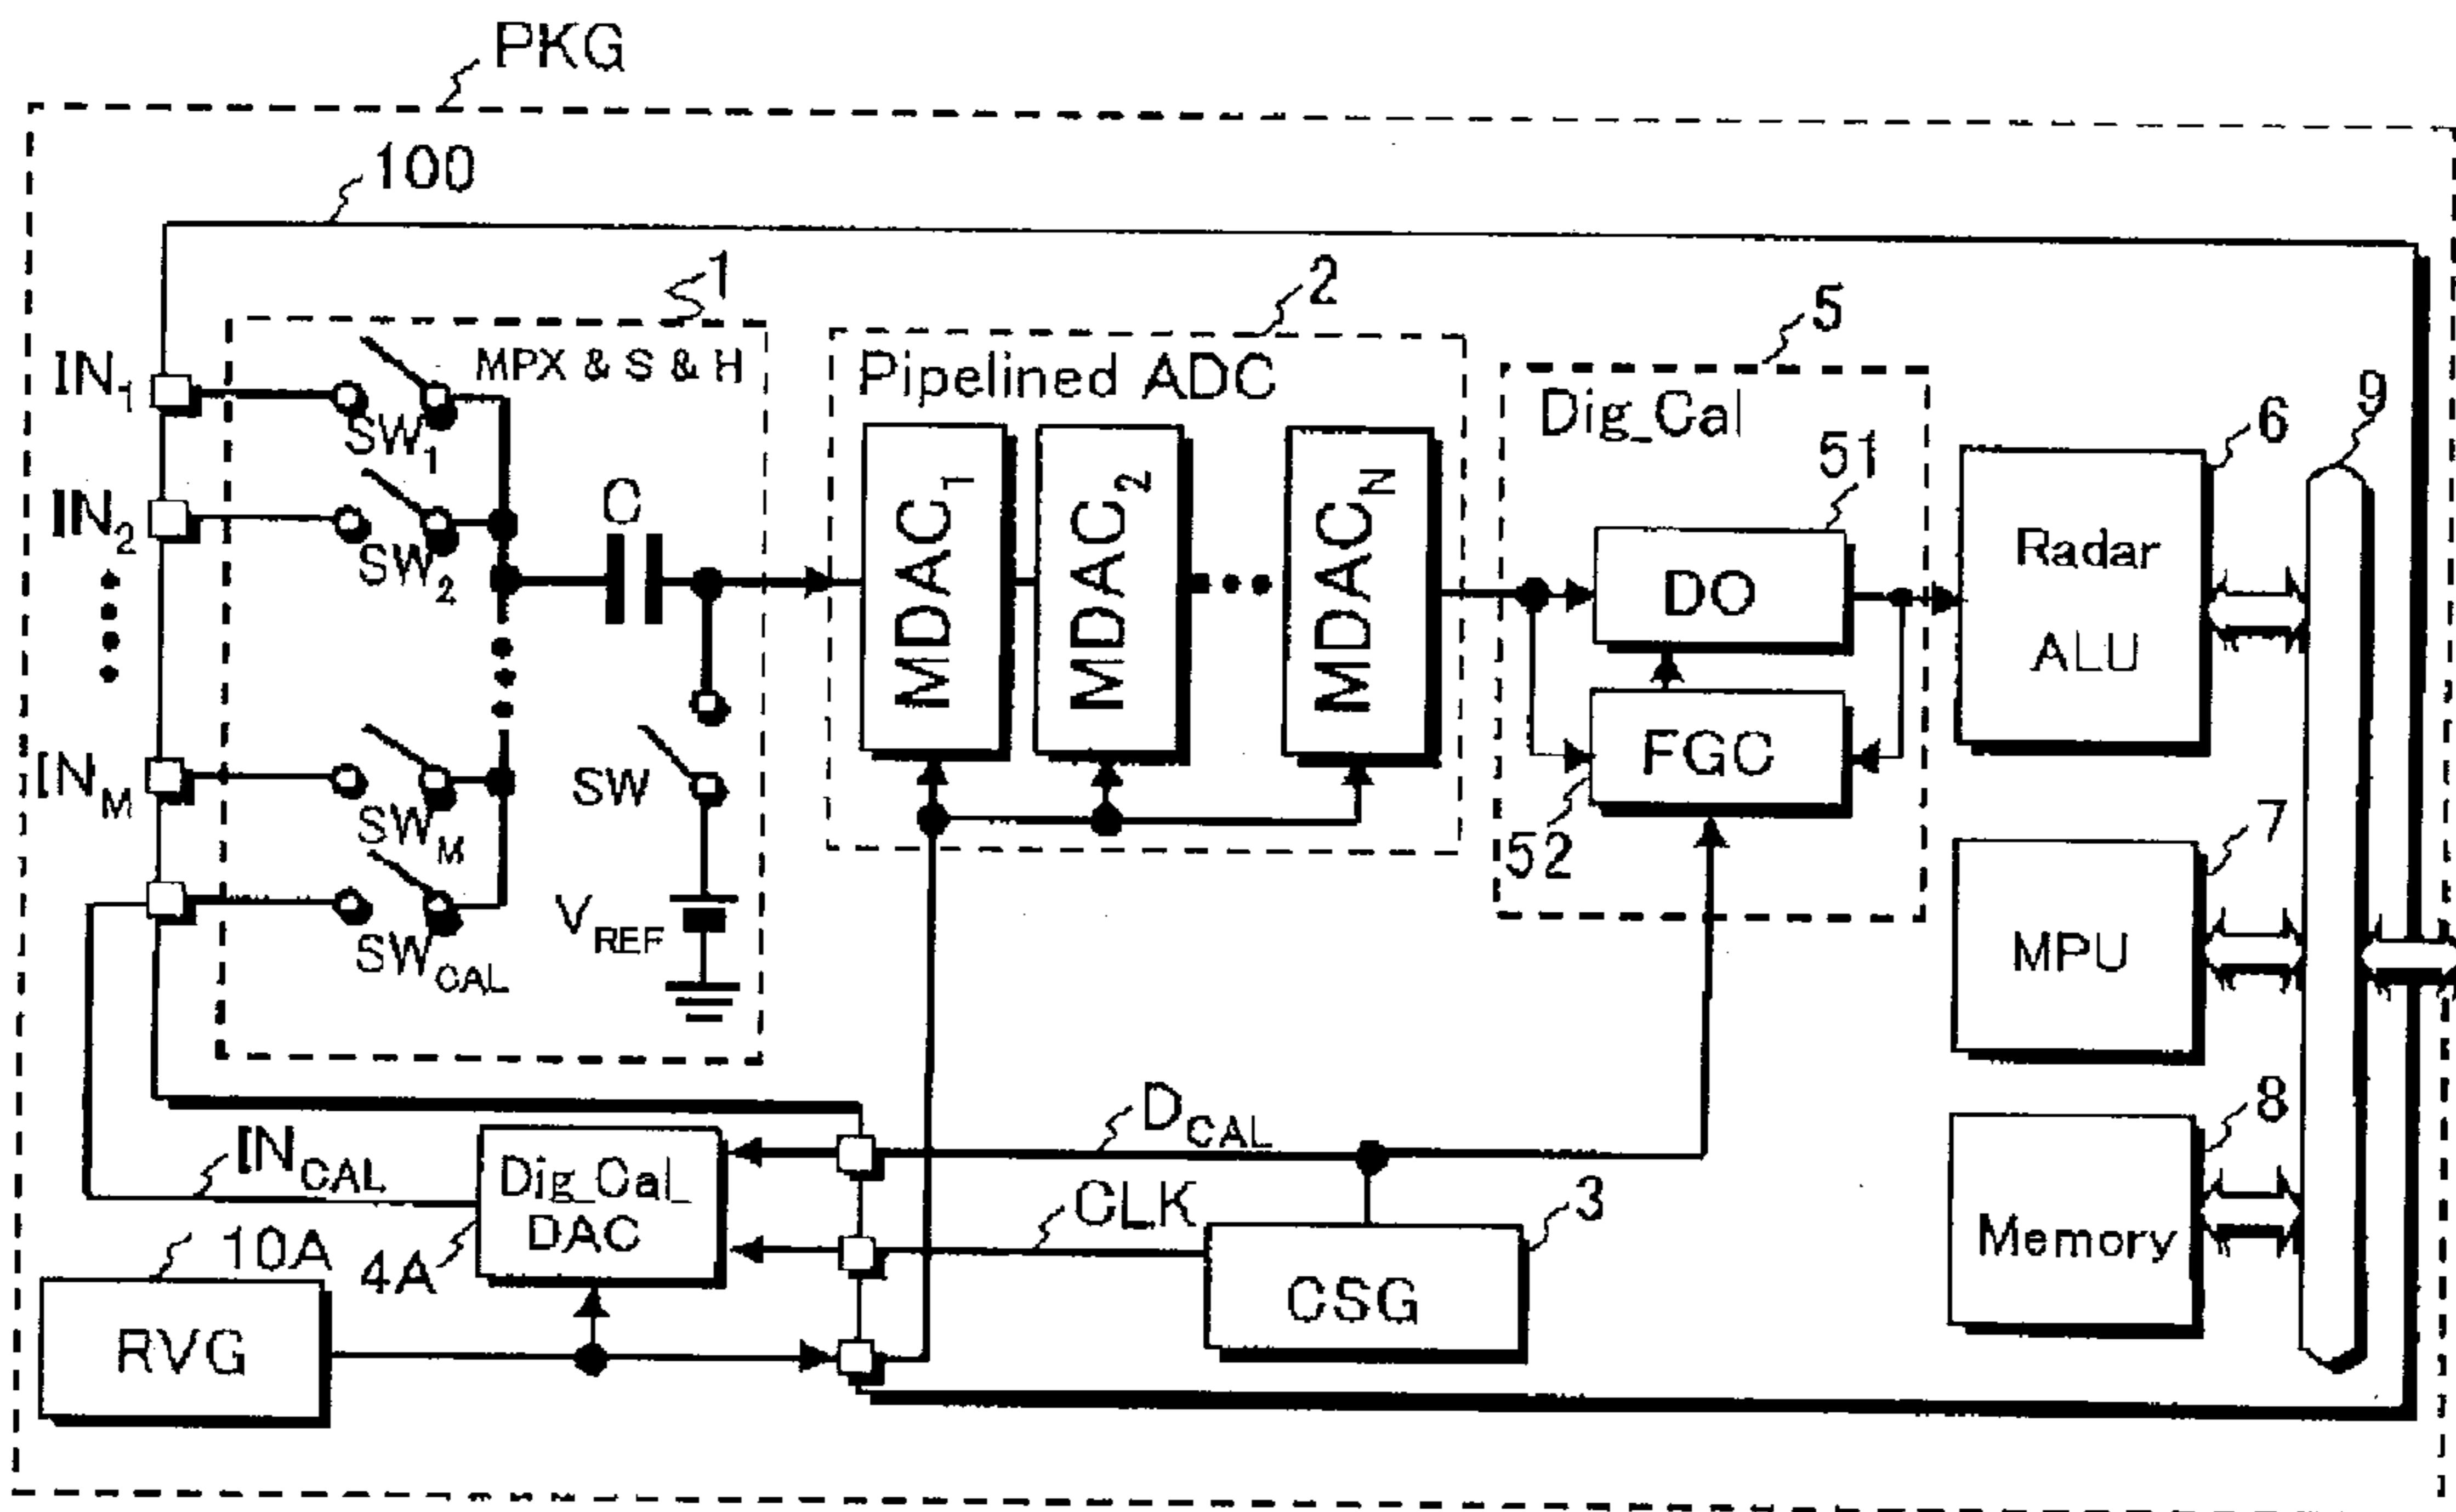 PKG
100
1
2
5
9
6
IN1
MPX & S & H
SW1
Pipelined ADC
Dig_Cal
51
IN2
SW2
C
MDAC1
MDAC2
MDACN
DO
Radar
ALU
FGC
52
INM
SWM
SW
7
MPU
SWCAL
VREF
DCAL
8
INCAL
Dig_Cal_
DAC
CLK
3
Memory
10A
4A
CSG
RVG